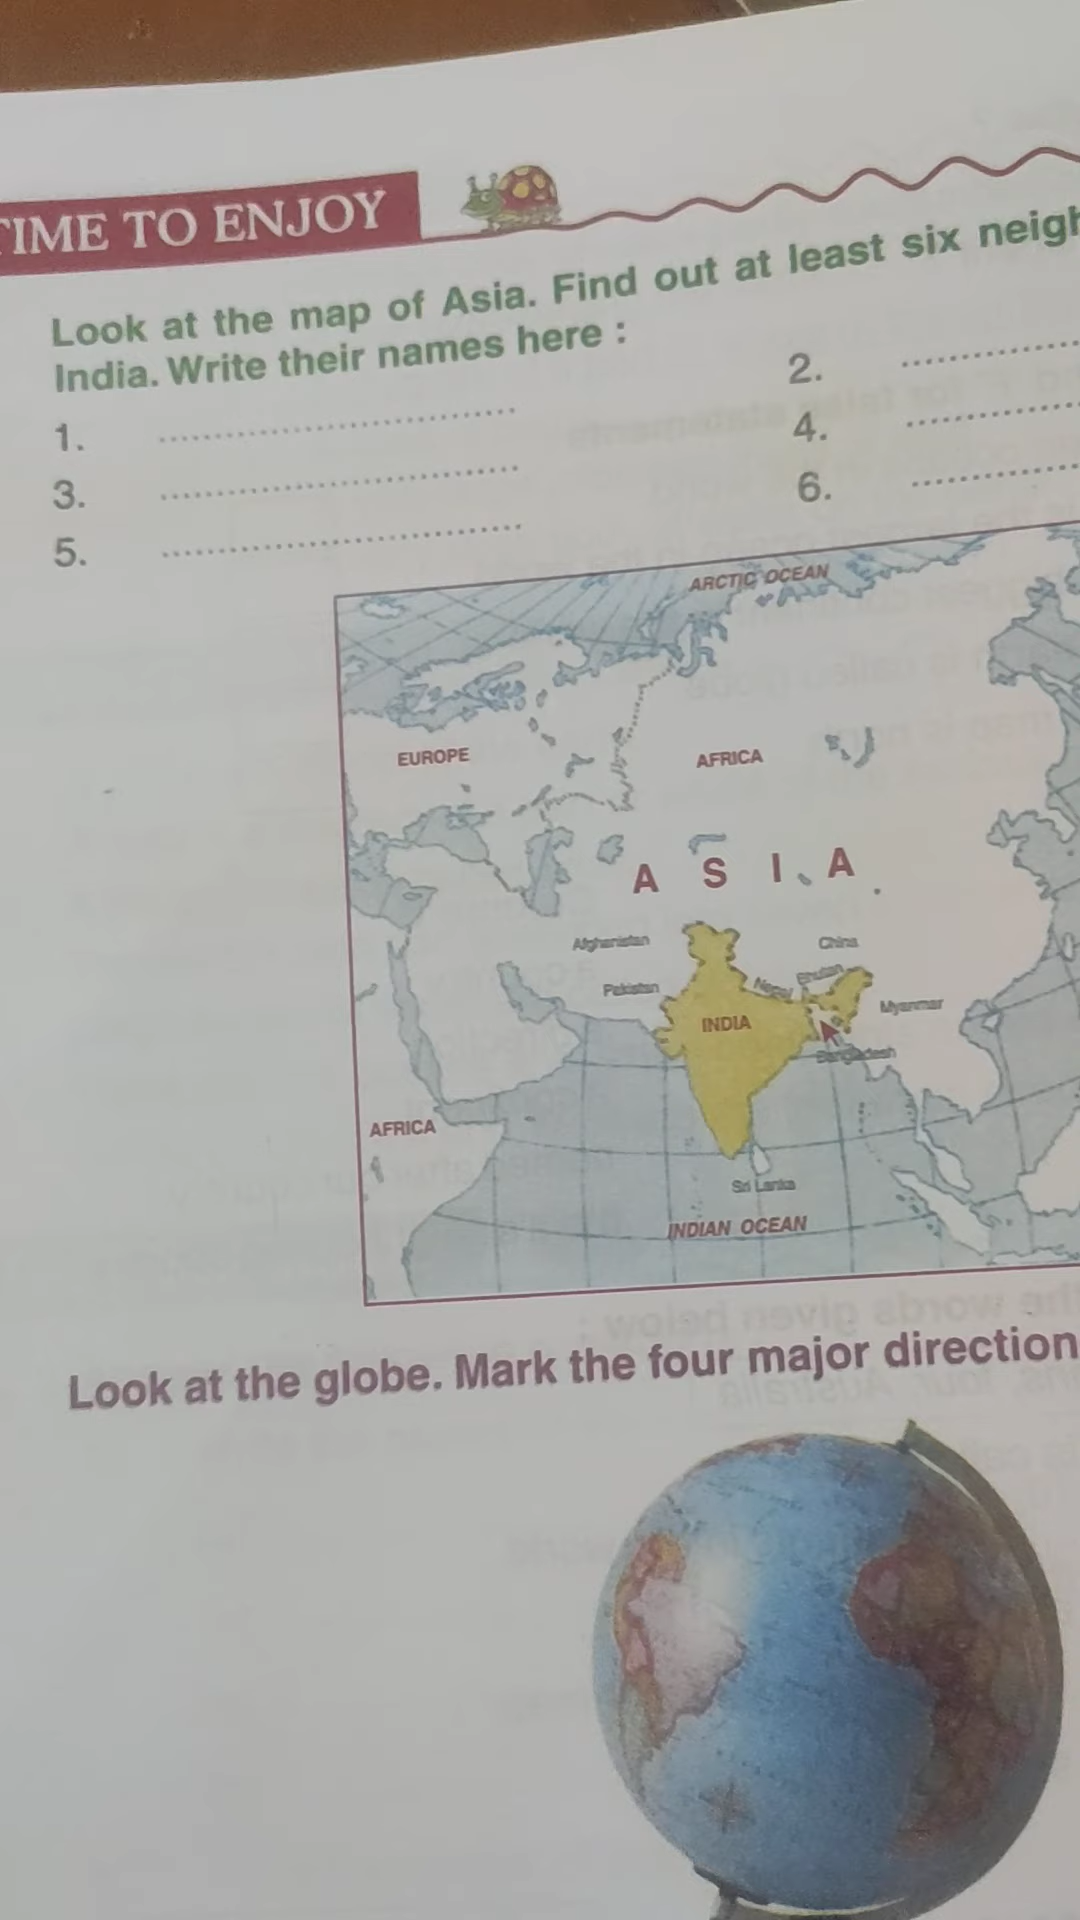 TIME TO ENJOY
Look at the map of Asia. Find out at least six neigh
India. Write their names here :
1. ..............................
2. ..............................
3. ..............................
4. ..............................
5. ..............................
6. ..............................
ARCTIC OCEAN
EUROPE
AFRICA
ASIA
Afghanistan
China
Pakistan
Nepal
Bhutan
INDIA
Myanmar
Bangladesh
AFRICA
Sri Lanka
INDIAN OCEAN
Look at the globe. Mark the four major direction